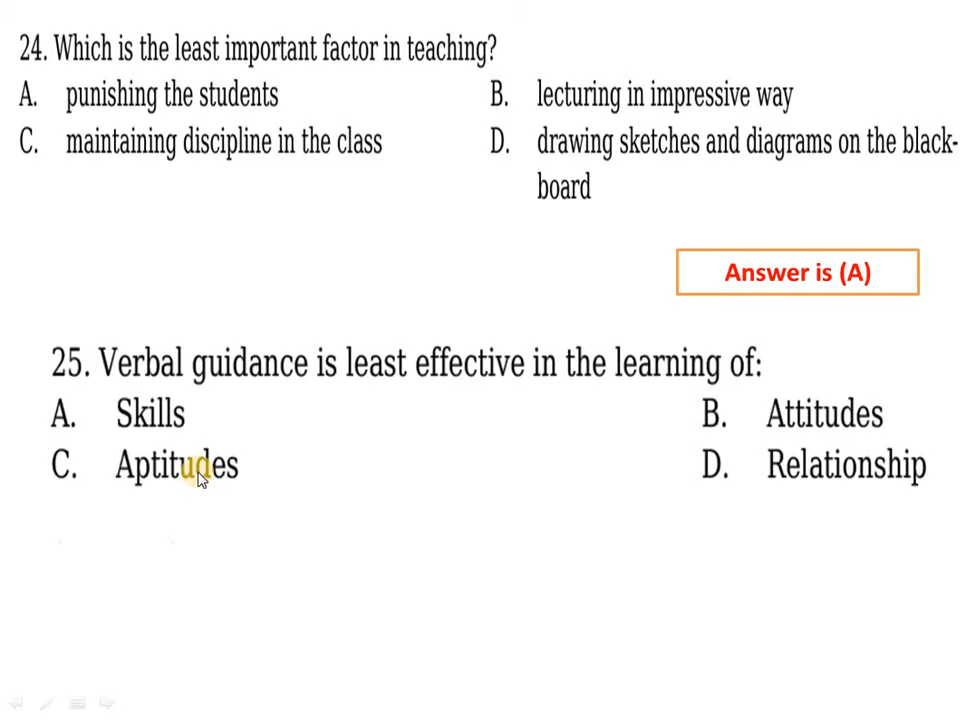 24. Which is the least important factor in teaching?
A. punishing the students B. lecturing in impressive way
C. maintaining discipline in the class D. drawing sketches and diagrams on the black-
board
Answer is (A)
25. Verbal guidance is least effective in the learning of:
A. Skills B. Attitudes
C. Aptitudes D. Relationship